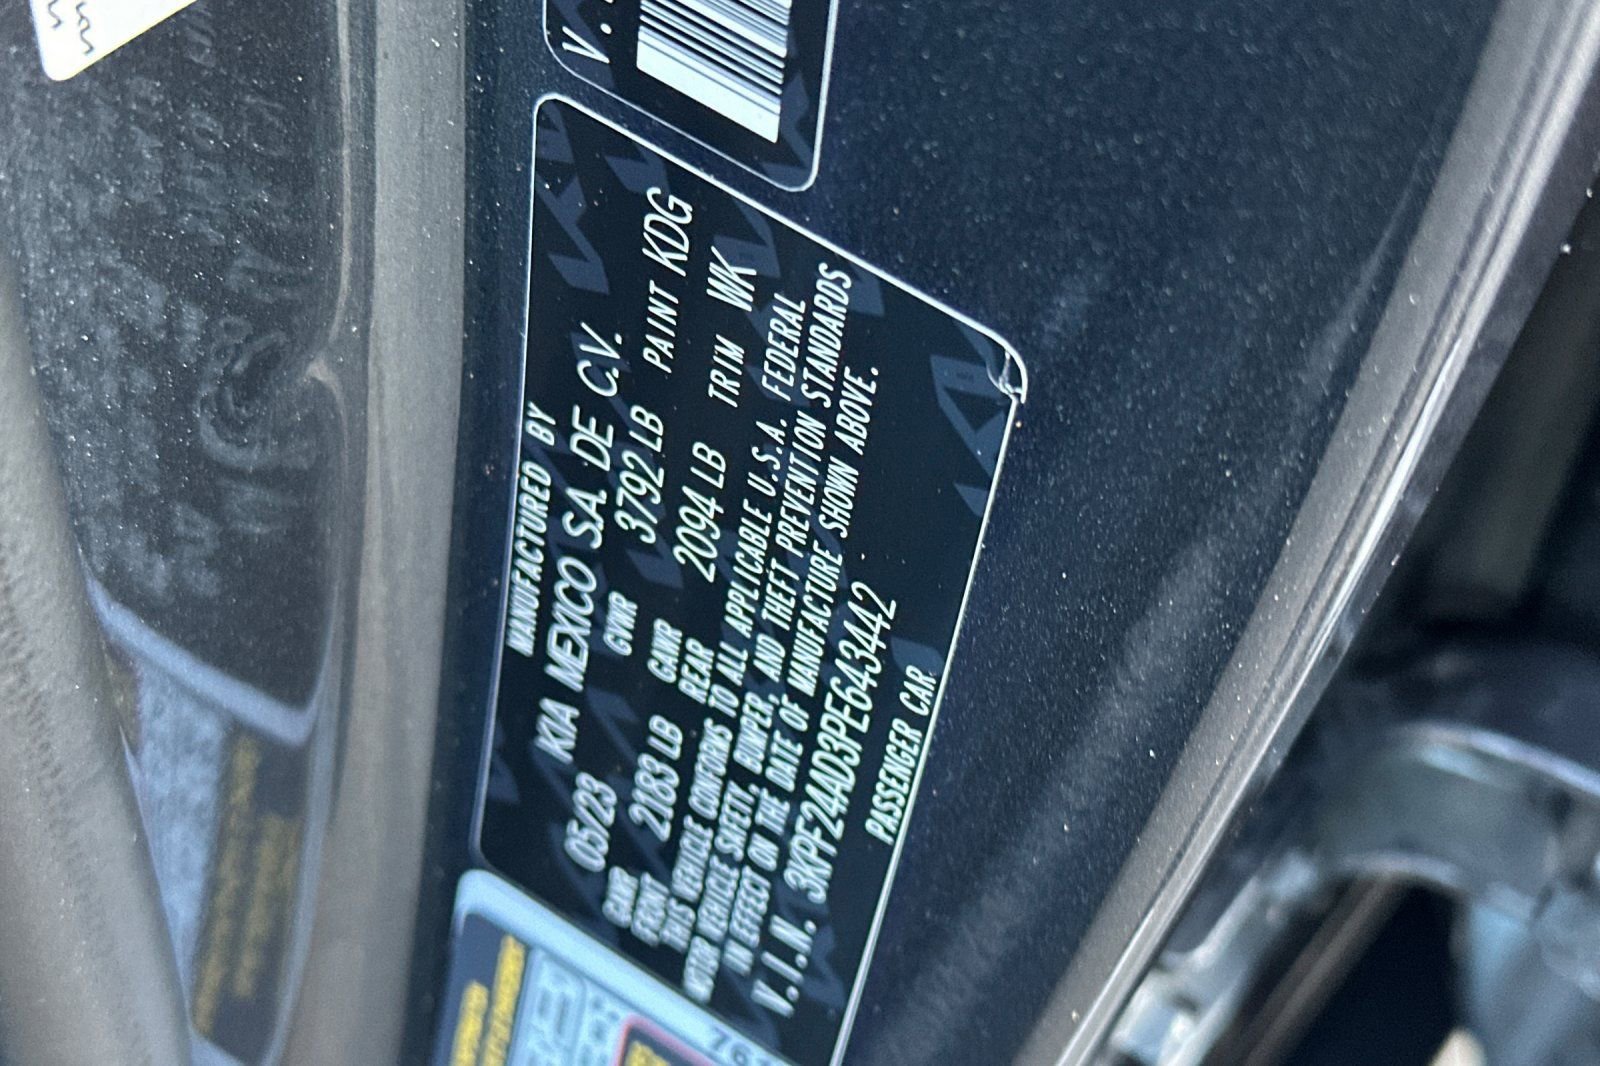 V.
MANUFACTURED BY
05/23 KIA MEXICO S.A. DE C.V.
GVWR 3792 LB
GAWR FRONT 2183 LB GAWR REAR 2094 LB
PAINT KDG
TRIM WK
THIS VEHICLE CONFORMS TO ALL APPLICABLE U.S.A. FEDERAL
MOTOR VEHICLE SAFETY, BUMPER, AND THEFT PREVENTION STANDARDS
IN EFFECT ON THE DATE OF MANUFACTURE SHOWN ABOVE.
V.I.N. 3KPF24AD3PE643442
PASSENGER CAR